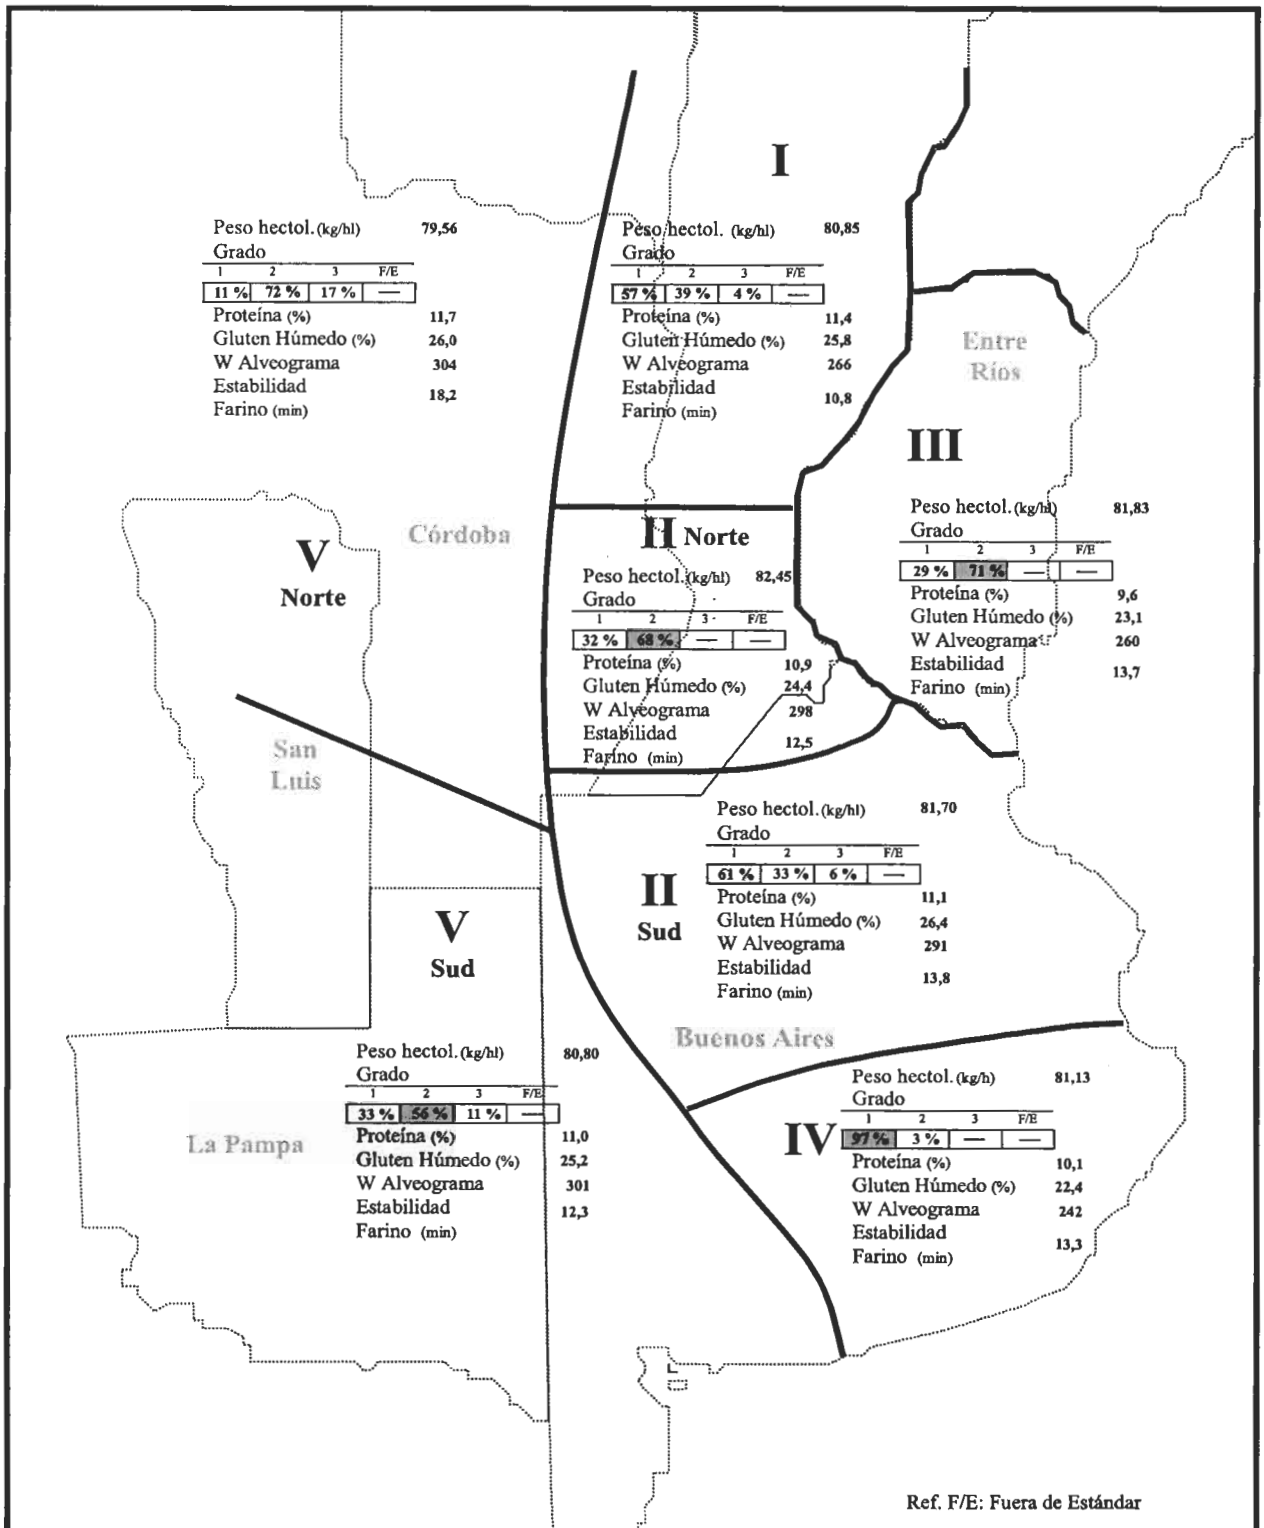 I
Peso hectol. (kg/hl) 79,56
Grado
1 2 3 F/E
11 % 72 % 17 % —
Proteína (%) 11,7
Gluten Húmedo (%) 26,0
W Alveograma 304
Estabilidad
Farino (min) 18,2
Peso hectol. (kg/hl) 80,85
Grado
1 2 3 F/E
57 % 39 % 4 % —
Proteína (%) 11,4
Gluten Húmedo (%) 25,8
W Alveograma 266
Estabilidad
Farino (min) 10,8
Entre
Ríos
III
Peso hectol. (kg/hl) 81,83
Grado
1 2 3 F/E
29 % 71 % — —
Proteína (%) 9,6
Gluten Húmedo (%) 23,1
W Alveograma 260
Estabilidad
Farino (min) 13,7
Córdoba
V
Norte
II Norte
Peso hectol. (kg/hl) 82,45
Grado
1 2 3 F/E
32 % 68 % — —
Proteína (%) 10,9
Gluten Húmedo (%) 24,4
W Alveograma 298
Estabilidad
Farino (min) 12,5
San
Luis
Peso hectol. (kg/hl) 81,70
Grado
1 2 3 F/E
61 % 33 % 6 % —
Proteína (%) 11,1
Gluten Húmedo (%) 26,4
W Alveograma 291
Estabilidad
Farino (min) 13,8
II
Sud
V
Sud
Buenos Aires
Peso hectol. (kg/hl) 80,80
Grado
1 2 3 F/E
33 % 56 % 11 % —
Proteína (%) 11,0
Gluten Húmedo (%) 25,2
W Alveograma 301
Estabilidad
Farino (min) 12,3
La Pampa
IV
Peso hectol. (kg/h) 81,13
Grado
1 2 3 F/E
97 % 3 % — —
Proteína (%) 10,1
Gluten Húmedo (%) 22,4
W Alveograma 242
Estabilidad
Farino (min) 13,3
Ref. F/E: Fuera de Estándar